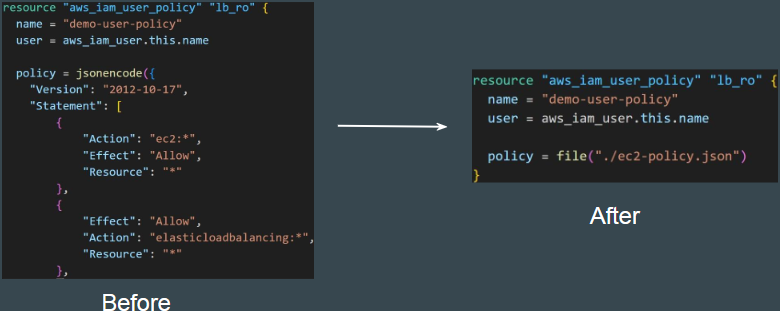 resource "aws_iam_user_policy" "lb_ro" {
name = "demo-user-policy"
user = aws_iam_user.this.name
policy = jsonencode({
"Version": "2012-10-17",
"Statement": [
{
"Action": "ec2:*",
"Effect": "Allow",
"Resource": "*"
},
{
"Effect": "Allow",
"Action": "elasticloadbalancing:*",
"Resource": "*"
},
Before
resource "aws_iam_user_policy" "lb_ro" {
name = "demo-user-policy"
user = aws_iam_user.this.name
policy = file("./ec2-policy.json")
}
After